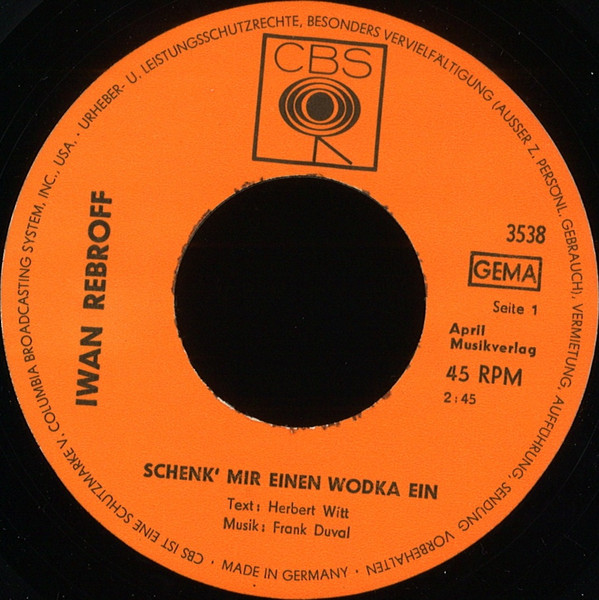 CBS
IWAN REBROFF
3538
GEMA
Seite 1
April
Musikverlag
45 RPM
2:45
SCHENK' MIR EINEN WODKA EIN
Text: Herbert Witt
Musik: Frank Duval
CBS IST EINE SCHUTZMARKE V. COLUMBIA BROADCASTING SYSTEM, INC., USA. · URHEBER- U. LEISTUNGSSCHUTZRECHTE, BESONDERS VERVIELFÄLTIGUNG (AUSSER Z. PERSÖNL. GEBRAUCH), VERMIETUNG, AUFFÜHRUNG, SENDUNG VORBEHALTEN · MADE IN GERMANY ·